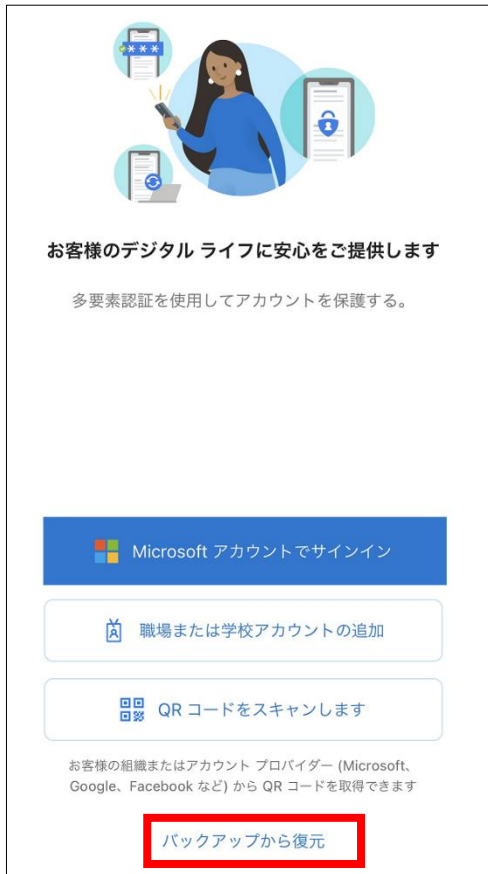 ***
お客様のデジタル ライフに安心をご提供します
多要素認証を使用してアカウントを保護する。
Microsoft アカウントでサインイン
職場または学校アカウントの追加
QR コードをスキャンします
お客様の組織またはアカウント プロバイダー (Microsoft、
Google、Facebook など) から QR コードを取得できます
バックアップから復元